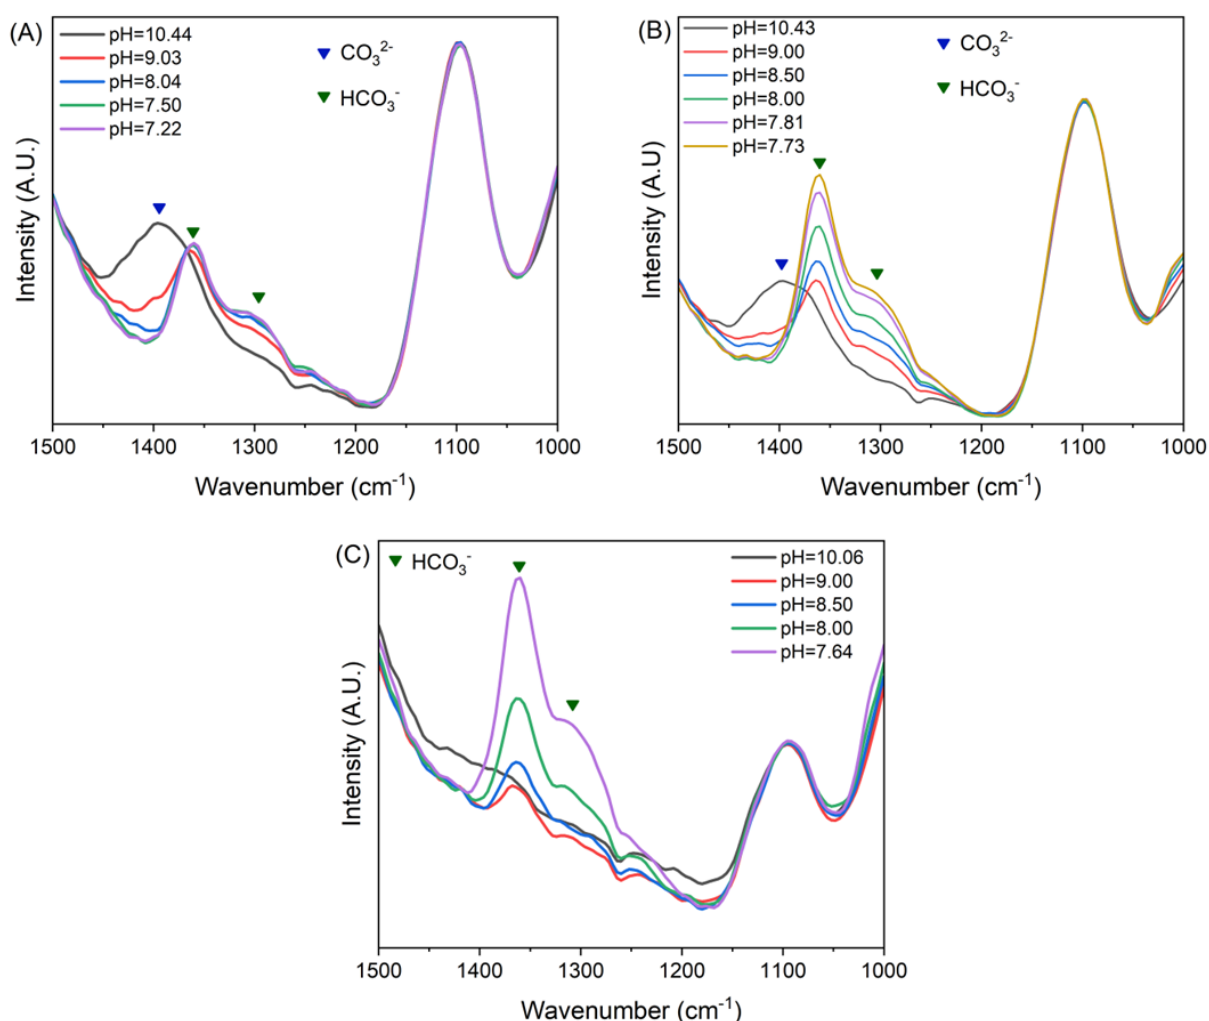 (A)
pH=10.44
pH=9.03
pH=8.04
pH=7.50
pH=7.22
CO₃²⁻
HCO₃⁻
Intensity (A.U.)
1500 1400 1300 1200 1100 1000
Wavenumber (cm⁻¹)
(B)
pH=10.43
pH=9.00
pH=8.50
pH=8.00
pH=7.81
pH=7.73
CO₃²⁻
HCO₃⁻
Intensity (A.U)
1500 1400 1300 1200 1100 1000
Wavenumber (cm⁻¹)
(C)
HCO₃⁻
pH=10.06
pH=9.00
pH=8.50
pH=8.00
pH=7.64
Intensity (A.U.)
1500 1400 1300 1200 1100 1000
Wavenumber (cm⁻¹)